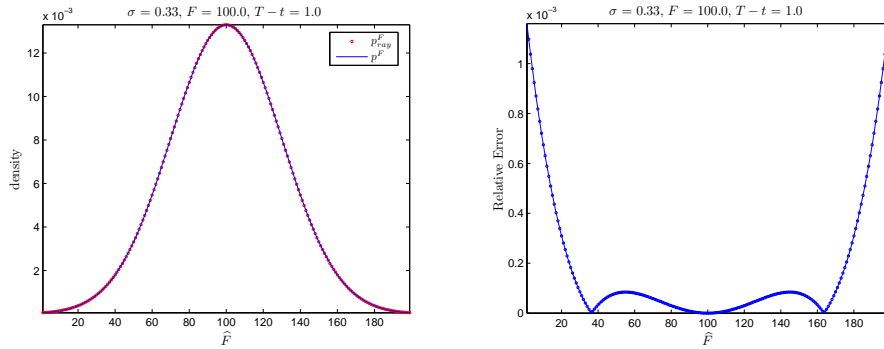 σ = 0.33, F = 100.0, T − t = 1.0
x 10⁻³
12
10
8
6
4
2
density
20 40 60 80 100 120 140 160 180
F̂
p^F_ray
p^F
σ = 0.33, F = 100.0, T − t = 1.0
x 10⁻³
1
0.8
0.6
0.4
0.2
0
Relative Error
20 40 60 80 100 120 140 160 180
F̂